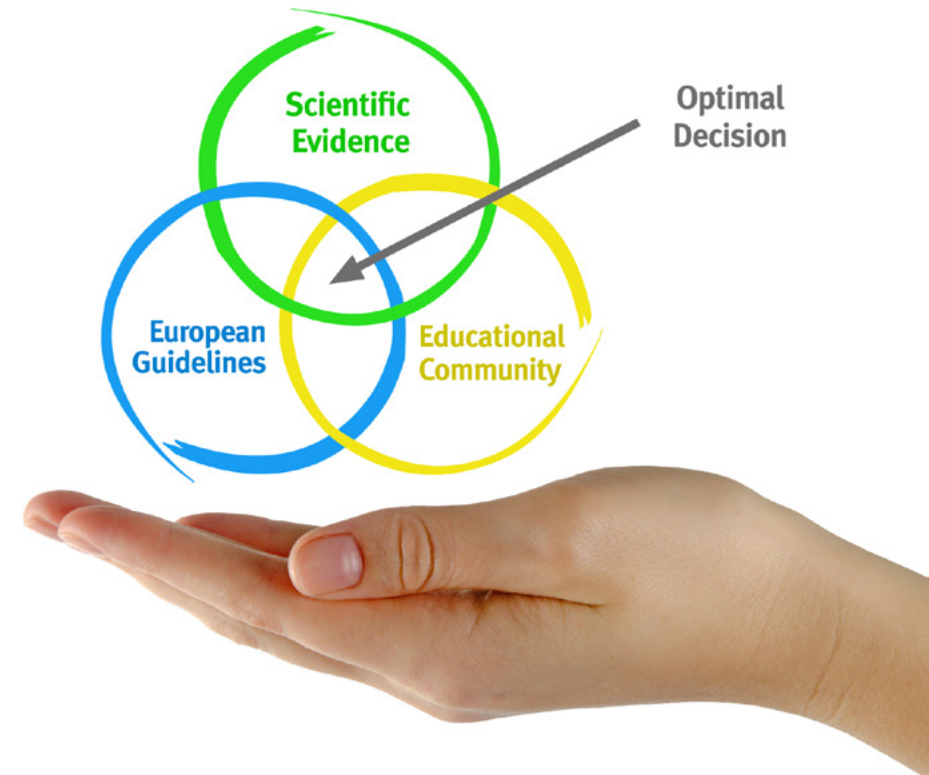 Scientific
Evidence
Optimal
Decision
European
Guidelines
Educational
Community